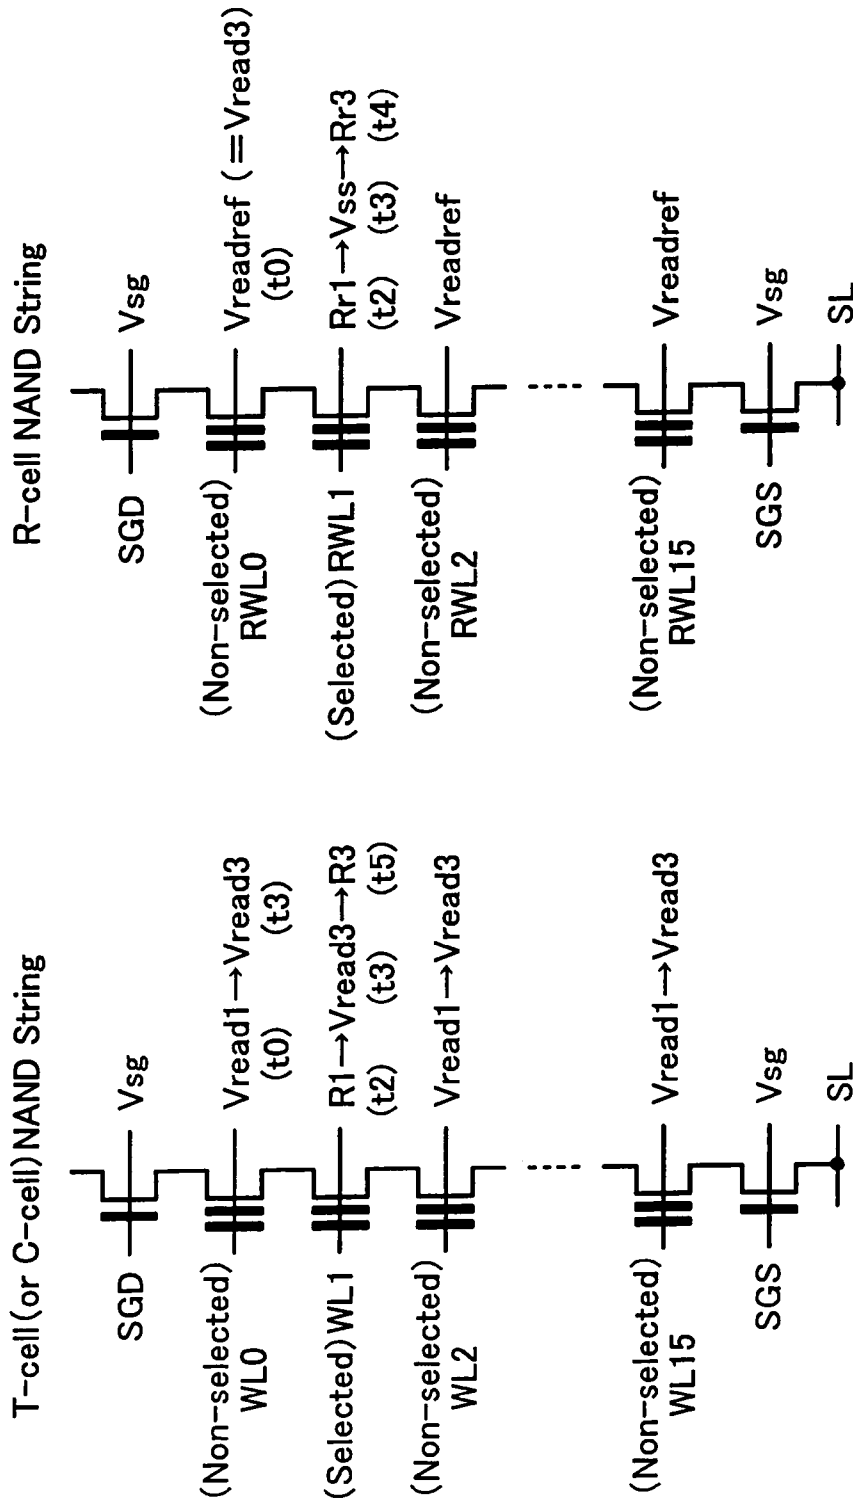 T-cell(or C-cell)NAND String
SGD
Vsg
(Non-selected)
WL0
Vread1→Vread3
(t0) (t3)
(Selected)WL1
R1→Vread3→R3
(t2) (t3) (t5)
(Non-selected)
WL2
Vread1→Vread3
(Non-selected)
WL15
Vread1→Vread3
SGS
Vsg
SL
R-cell NAND String
SGD
Vsg
(Non-selected)
RWL0
Vreadref (=Vread3)
(t0)
(Selected)RWL1
Rr1→Vss→Rr3
(t2) (t3) (t4)
(Non-selected)
RWL2
Vreadref
(Non-selected)
RWL15
Vreadref
SGS
Vsg
SL